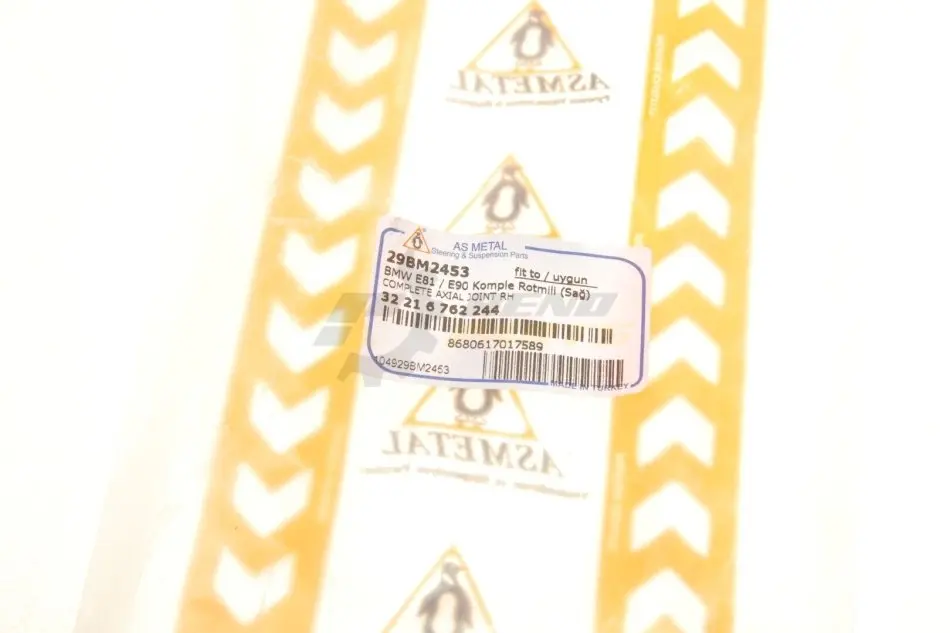 ASMETAL
AS METAL
Steering & Suspension Parts
29BM2453 fit to / uygun
BMW E81 / E90 Komple Rotmili (Sağ)
COMPLETE AXIAL JOINT RH
32 21 6 762 244
8680617017589
104929BM2453
MADE IN TURKEY
ASMETAL